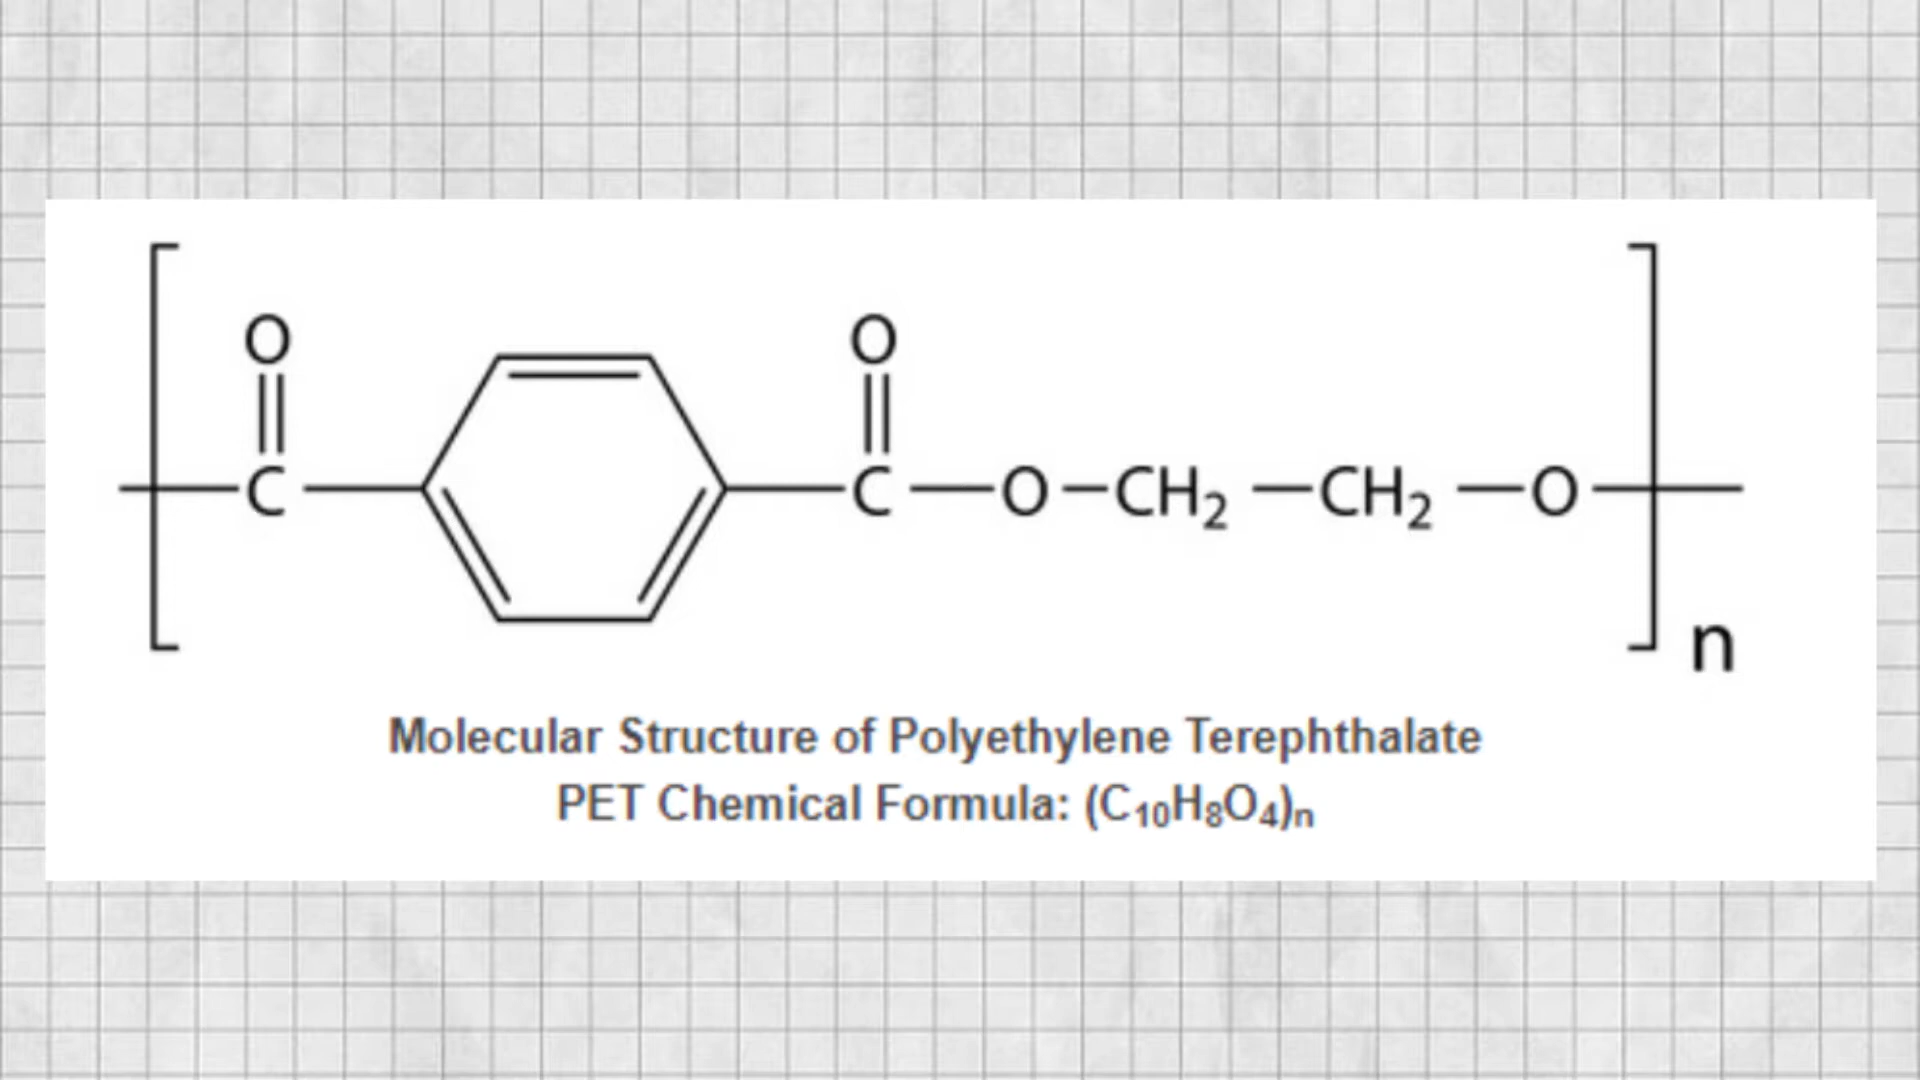 O O
C C—O—CH₂—CH₂—O
n
Molecular Structure of Polyethylene Terephthalate
PET Chemical Formula: (C₁₀H₈O₄)ₙ